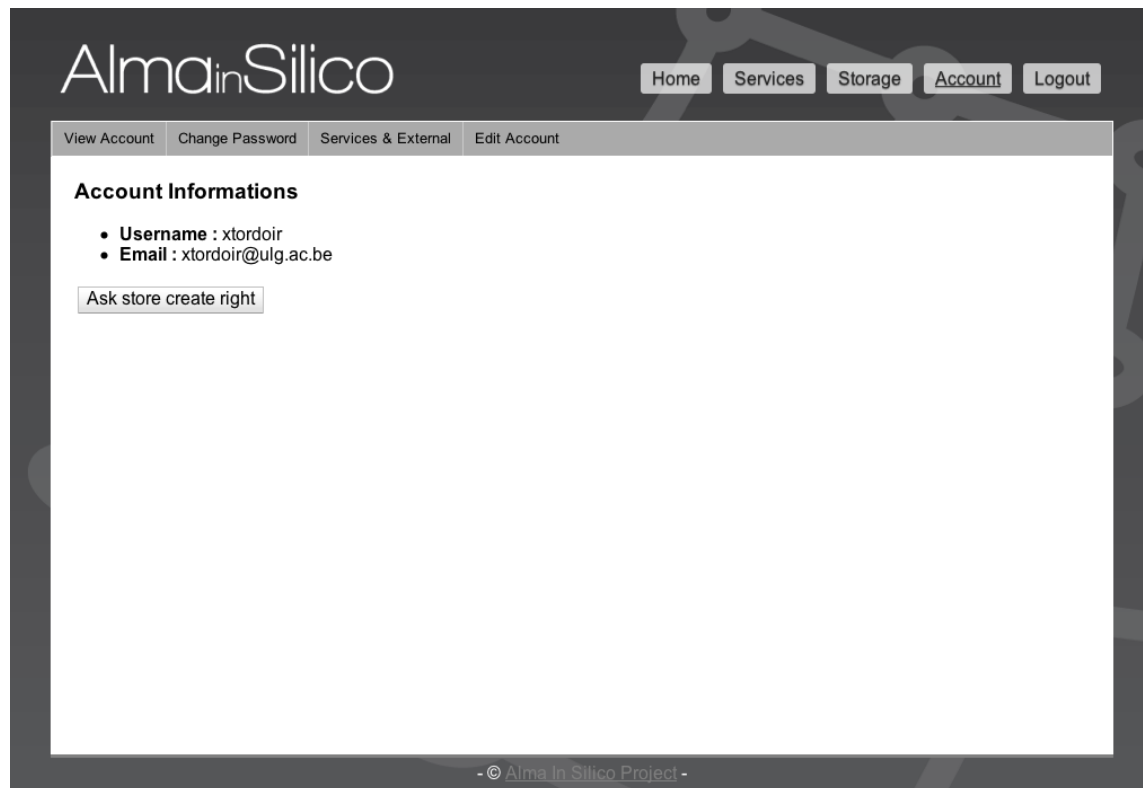 AlmainSilico
Home Services Storage Account Logout
View Account Change Password Services & External Edit Account
Account Informations
• Username : xtordoir
• Email : xtordoir@ulg.ac.be
Ask store create right
- © Alma In Silico Project -